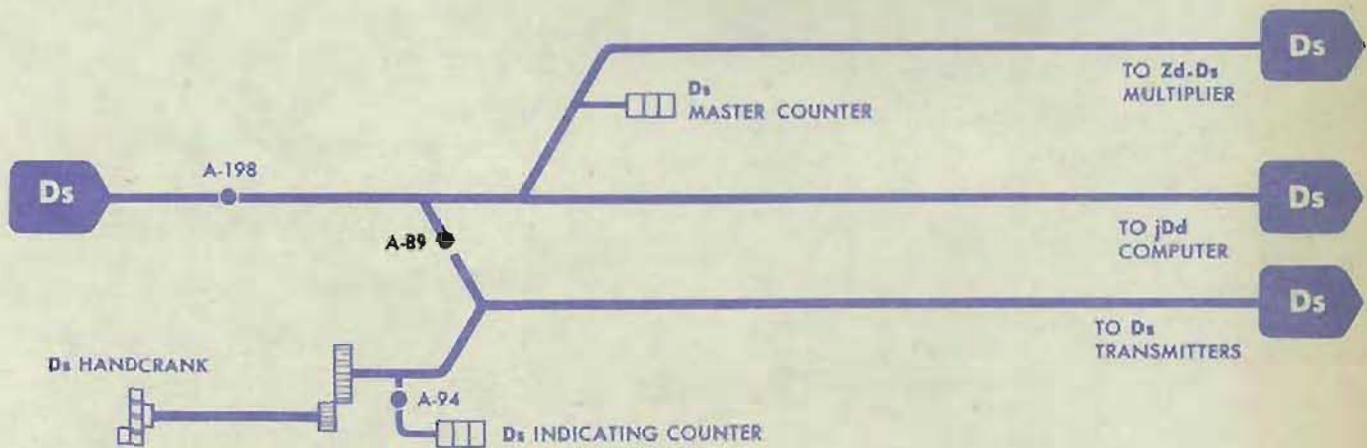 Ds
TO Zd·Ds
MULTIPLIER
Ds
MASTER COUNTER
A-198
Ds
Ds
TO jDd
COMPUTER
A-89
Ds
TO Ds
TRANSMITTERS
Ds HANDCRANK
A-94
Ds INDICATING COUNTER